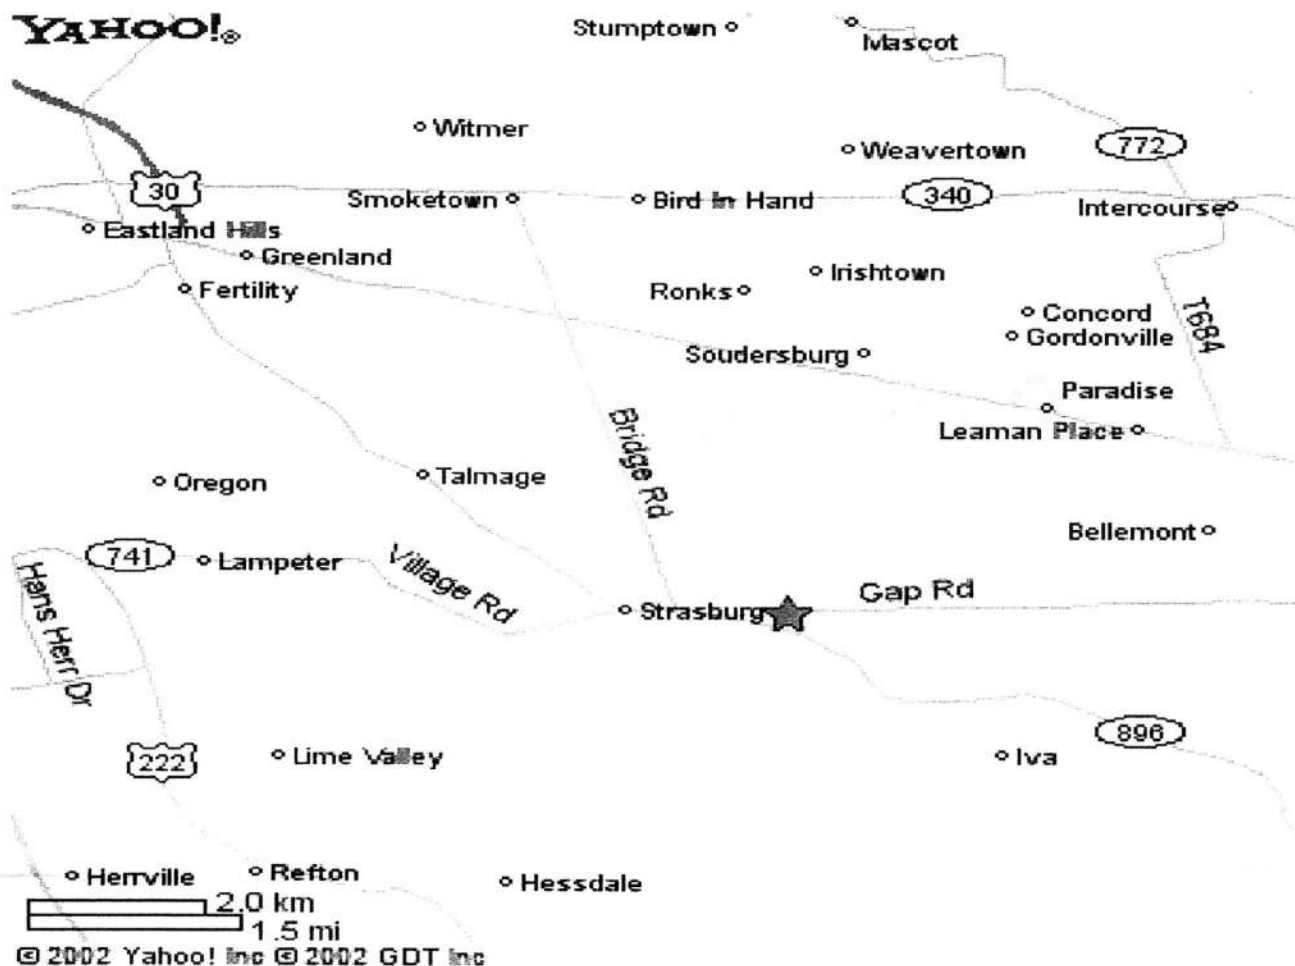 YAHOO!®
Stumptown
Mascot
Witmer
Weavertown
772
30
Smoketown
Bird In Hand
340
Intercourse
Eastland Hills
Greenland
Fertility
Ronks
Irishtown
Concord
Gordonville
T684
Soudersburg
Paradise
Leaman Place
Bridge Rd
Oregon
Talmage
Bellemont
741
Lampeter
Village Rd
Hans Herr Dr
Strasburg
Gap Rd
222
Lime Valley
896
Iva
Herrville
Refton
Hessdale
2.0 km
1.5 mi
© 2002 Yahoo! Inc © 2002 GDT Inc